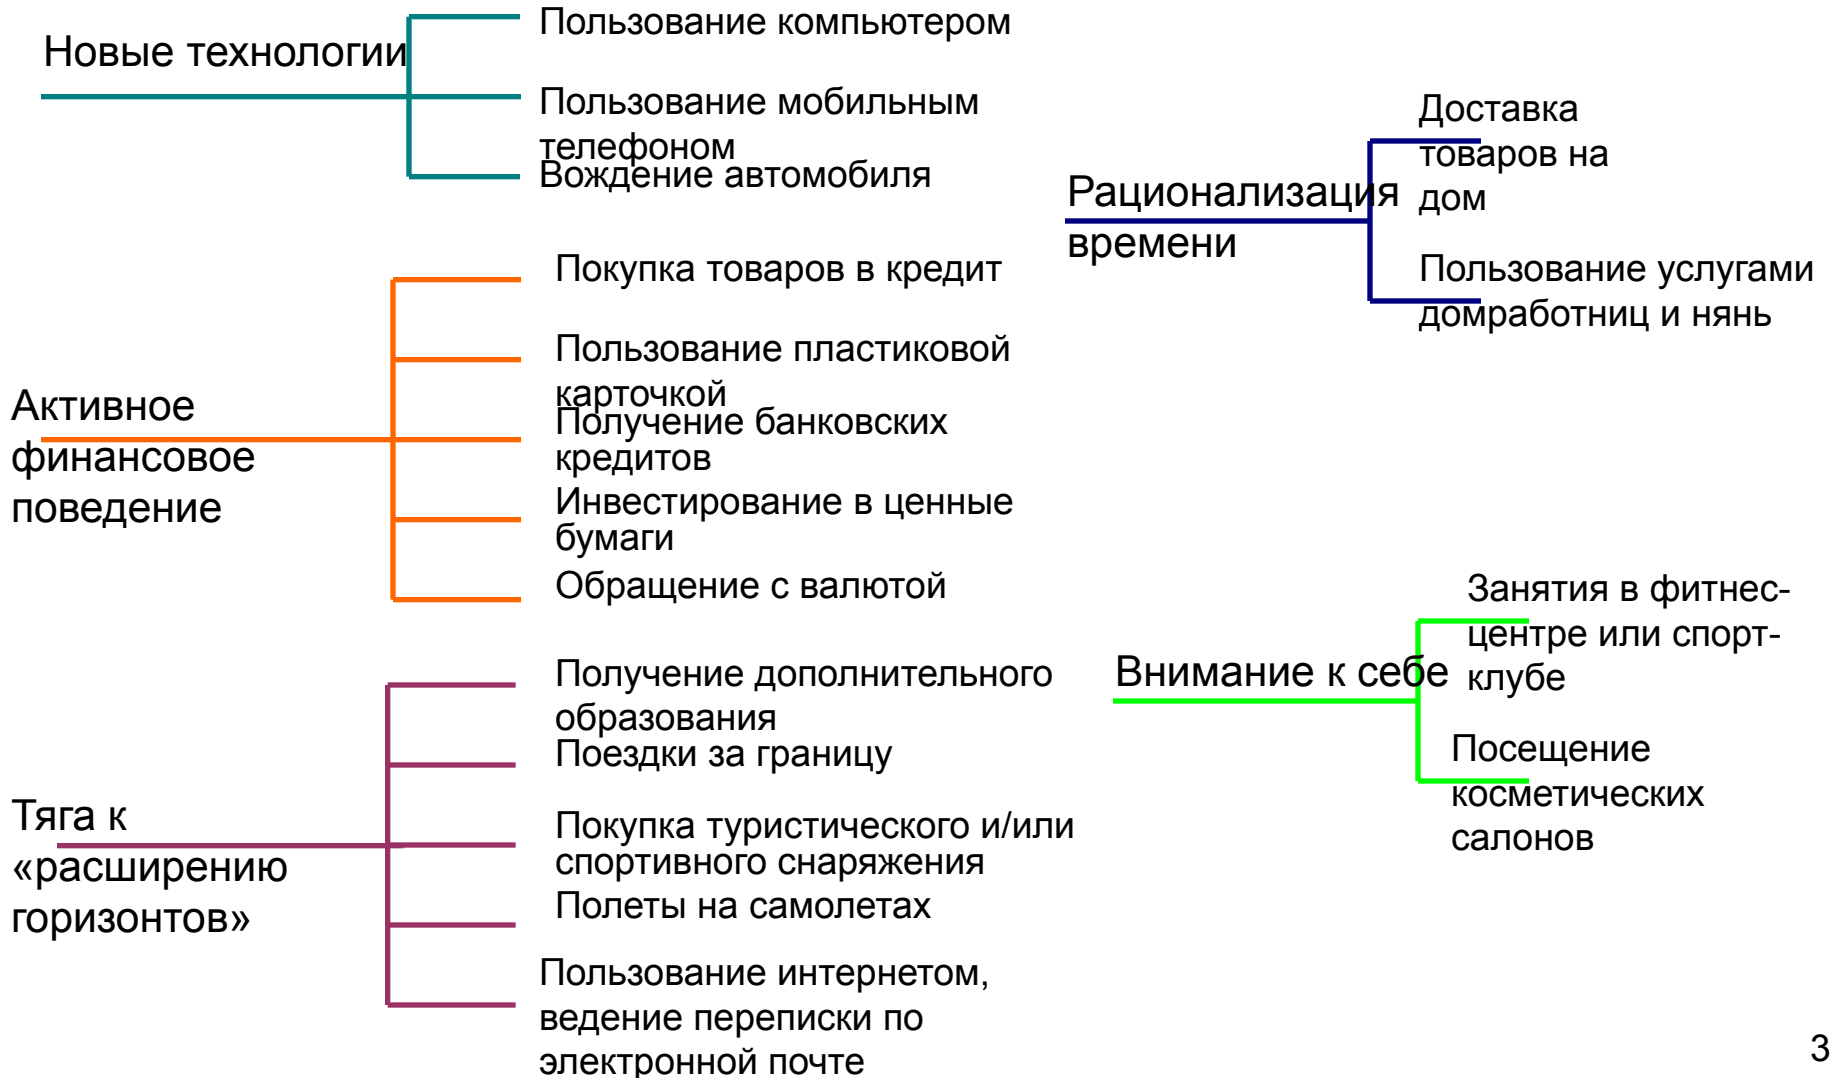 Новые технологии
Пользование компьютером
Пользование мобильным
телефоном
Вождение автомобиля
Активное
финансовое
поведение
Покупка товаров в кредит
Пользование пластиковой
карточкой
Получение банковских
кредитов
Инвестирование в ценные
бумаги
Обращение с валютой
Тяга к
«расширению
горизонтов»
Получение дополнительного
образования
Поездки за границу
Покупка туристического и/или
спортивного снаряжения
Полеты на самолетах
Пользование интернетом,
ведение переписки по
электронной почте
Рационализация
времени
Доставка
товаров на
дом
Пользование услугами
домработниц и нянь
Внимание к себе
Занятия в фитнес-
центре или спорт-
клубе
Посещение
косметических
салонов
3